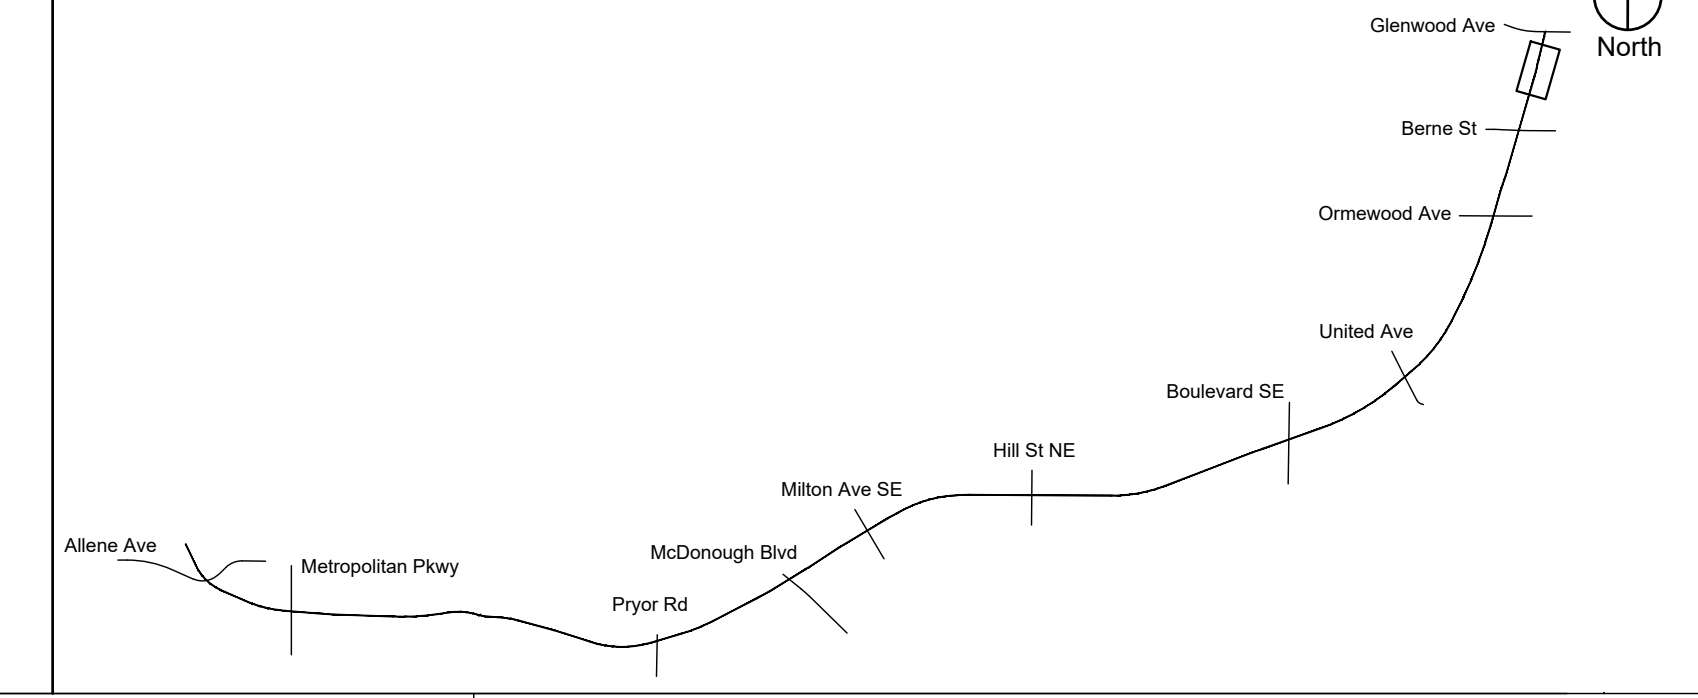 Glenwood Ave
North
Berne St
Ormewood Ave
United Ave
Boulevard SE
Hill St NE
Milton Ave SE
Allene Ave
McDonough Blvd
Metropolitan Pkwy
Pryor Rd